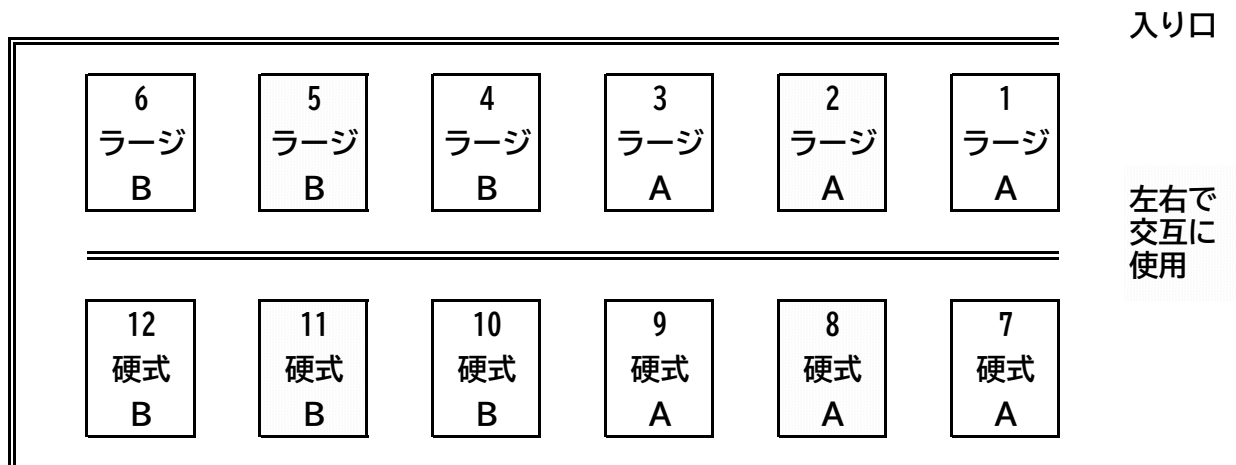 入り口
6 5 4 3 2 1
ラージ ラージ ラージ ラージ ラージ ラージ
B B B A A A
左右で
交互に
使用
12 11 10 9 8 7
硬式 硬式 硬式 硬式 硬式 硬式
B B B A A A